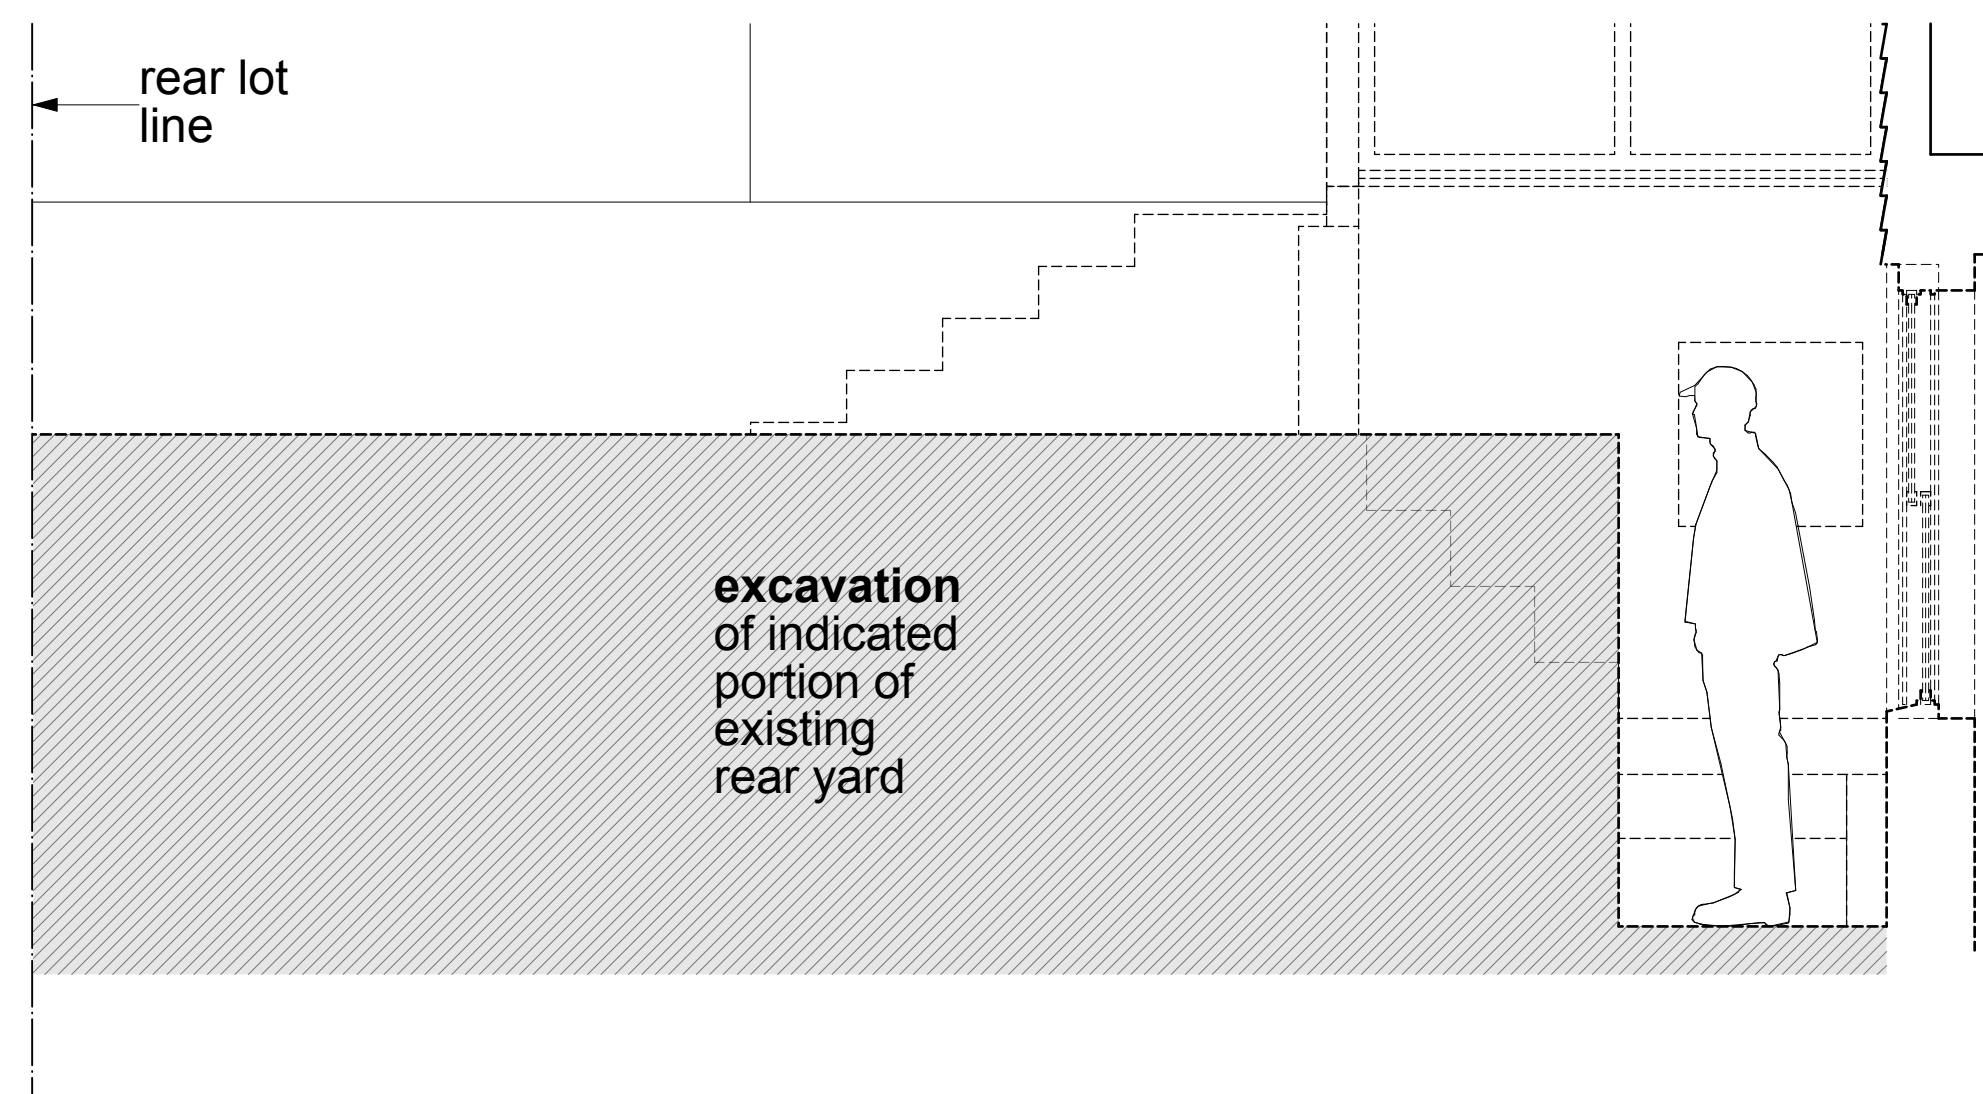 rear lot
line
excavation
of indicated
portion of
existing
rear yard